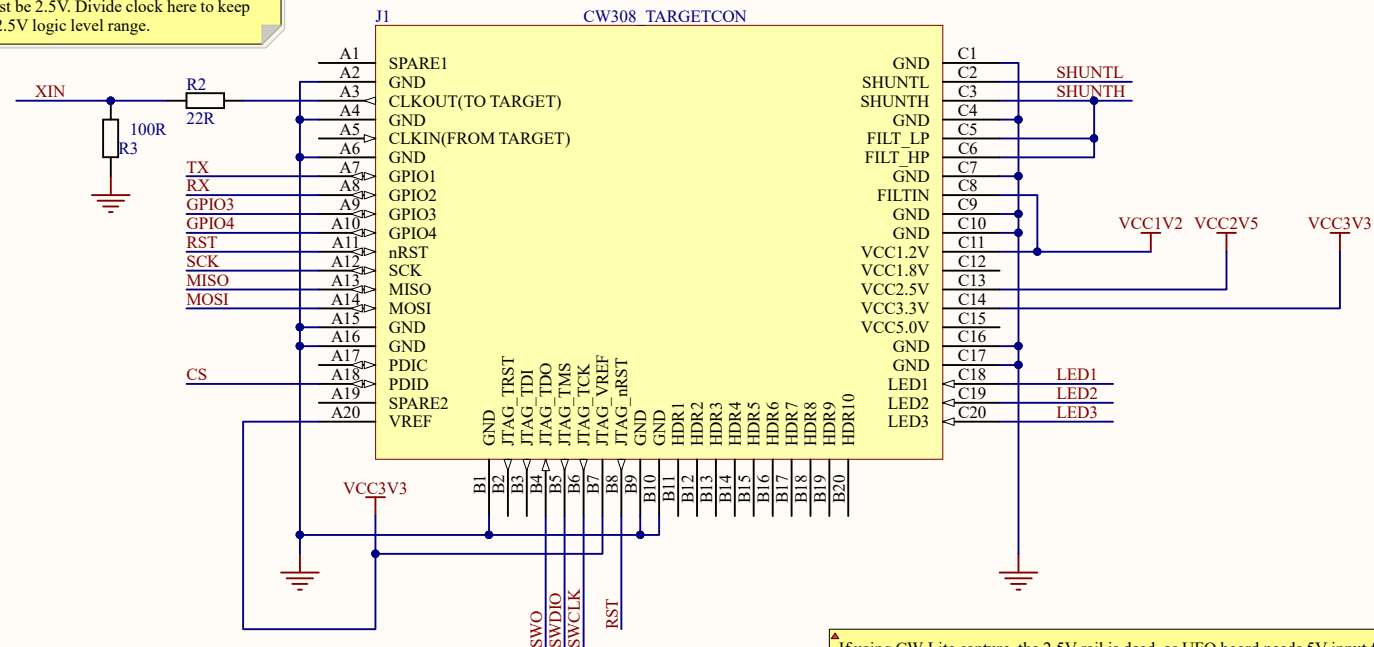 st be 2.5V. Divide clock here to keep
2.5V logic level range.
J1
CW308_TARGETCON
XIN
R2
22R
100R
R3
TX
RX
GPIO3
GPIO4
RST
SCK
MISO
MOSI
CS
A1 SPARE1
A2 GND
A3 CLKOUT(TO TARGET)
A4 GND
A5 CLKIN(FROM TARGET)
A6 GND
A7 GPIO1
A8 GPIO2
A9 GPIO3
A10 GPIO4
A11 nRST
A12 SCK
A13 MISO
A14 MOSI
A15 GND
A16 GND
A17 PDIC
A18 PDID
A19 SPARE2
A20 VREF
GND C1
SHUNTL C2 SHUNTL
SHUNTH C3 SHUNTH
GND C4
FILT_LP C5
FILT_HP C6
GND C7
FILTIN C8
GND C9
GND C10
VCC1.2V C11
VCC1.8V C12
VCC2.5V C13
VCC3.3V C14
VCC5.0V C15
GND C16
GND C17
LED1 C18 LED1
LED2 C19 LED2
LED3 C20 LED3
VCC1V2
VCC2V5
VCC3V3
GND B1
JTAG_TRST B2
JTAG_TDI B3
JTAG_TDO B4
JTAG_TMS B5
JTAG_TCK B6
JTAG_VREF B7
JTAG_nRST B8
GND B9
GND B10
HDR1 B11
HDR2 B12
HDR3 B13
HDR4 B14
HDR5 B15
HDR6 B16
HDR7 B17
HDR8 B18
HDR9 B19
HDR10 B20
VCC3V3
SWO
SWDIO
SWCLK
RST
If using CW-Lite capture, the 2.5V rail is dead, as UFO board needs 5V input